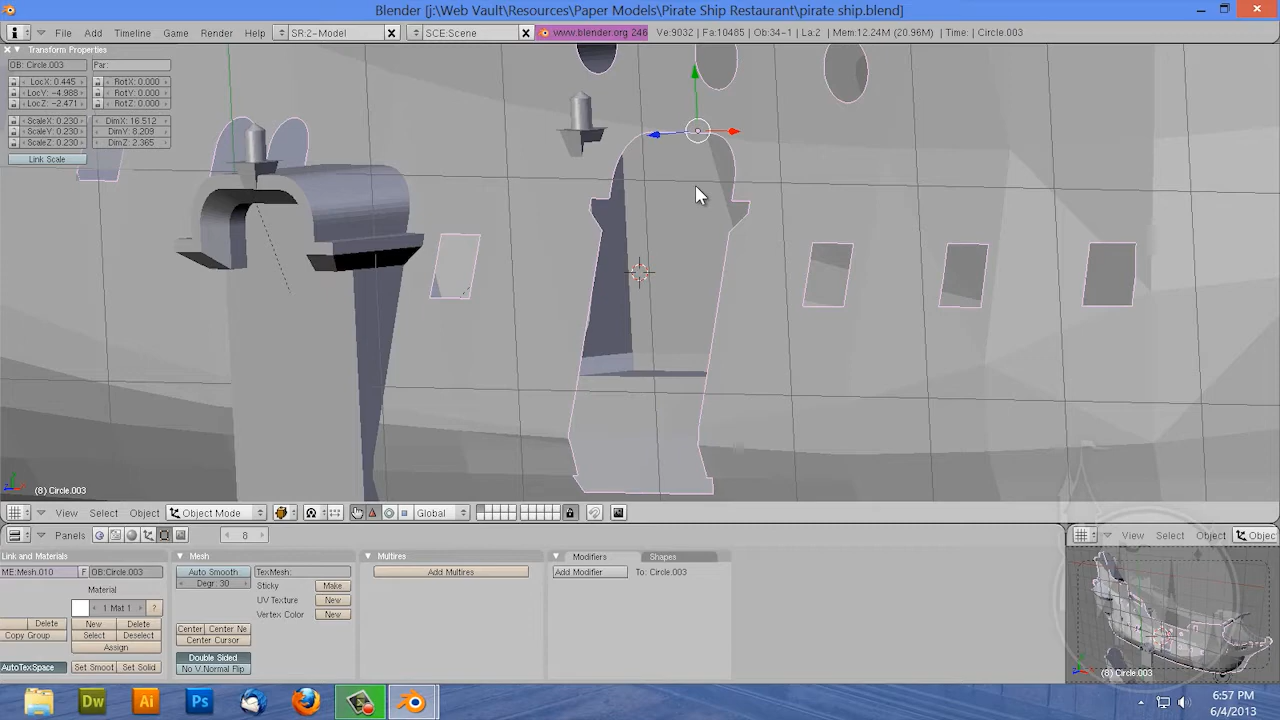 Blender [j:\Web Vault\Resources\Paper Models\Pirate Ship Restaurant\pirate ship.blend]
File Add Timeline Game Render Help SR:2-Model SCE:Scene www.blender.org 246 Ve:9032 | Fa:10485 | Ob:34-1 | La:2 | Mem:12.24M (20.96M) | Time: | Circle.003
Transform Properties
OB: Circle.003 Par:
LocX: 0.445 RotX: 0.000
LocY: -4.988 RotY: 0.000
LocZ: -2.471 RotZ: 0.000
ScaleX: 0.230 DimX: 16.512
ScaleY: 0.230 DimY: 8.209
ScaleZ: 0.230 DimZ: 2.365
Link Scale
(8) Circle.003
View Select Object Object Mode Global
Panels 8 View Select Object Objec
Link and Materials Mesh Multires Modifiers Shapes
ME:Mesh.010 F OB:Circle.003 Auto Smooth TexMesh: Add Multires Add Modifier To: Circle.003
Degr: 30 Sticky Make
Material UV Texture New
1 Mat 1 ? Vertex Color New
Delete New Delete Center Center Ne
Copy Group Select Deselect Center Cursor
Assign Double Sided
AutoTexSpace Set Smoot Set Solid No V.Normal Flip
(8) Circle.003
Dw Ai Ps
6:57 PM
6/4/2013